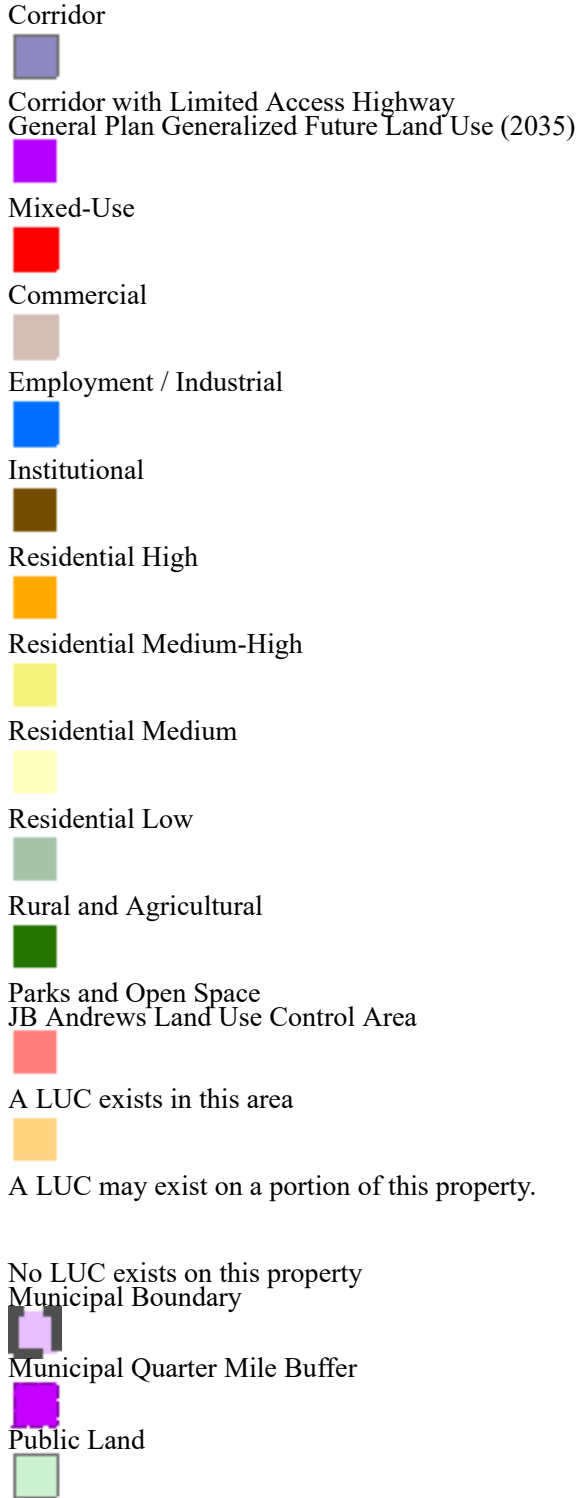 Corridor
Corridor with Limited Access Highway
General Plan Generalized Future Land Use (2035)
Mixed-Use
Commercial
Employment / Industrial
Institutional
Residential High
Residential Medium-High
Residential Medium
Residential Low
Rural and Agricultural
Parks and Open Space
JB Andrews Land Use Control Area
A LUC exists in this area
A LUC may exist on a portion of this property.
No LUC exists on this property
Municipal Boundary
Municipal Quarter Mile Buffer
Public Land